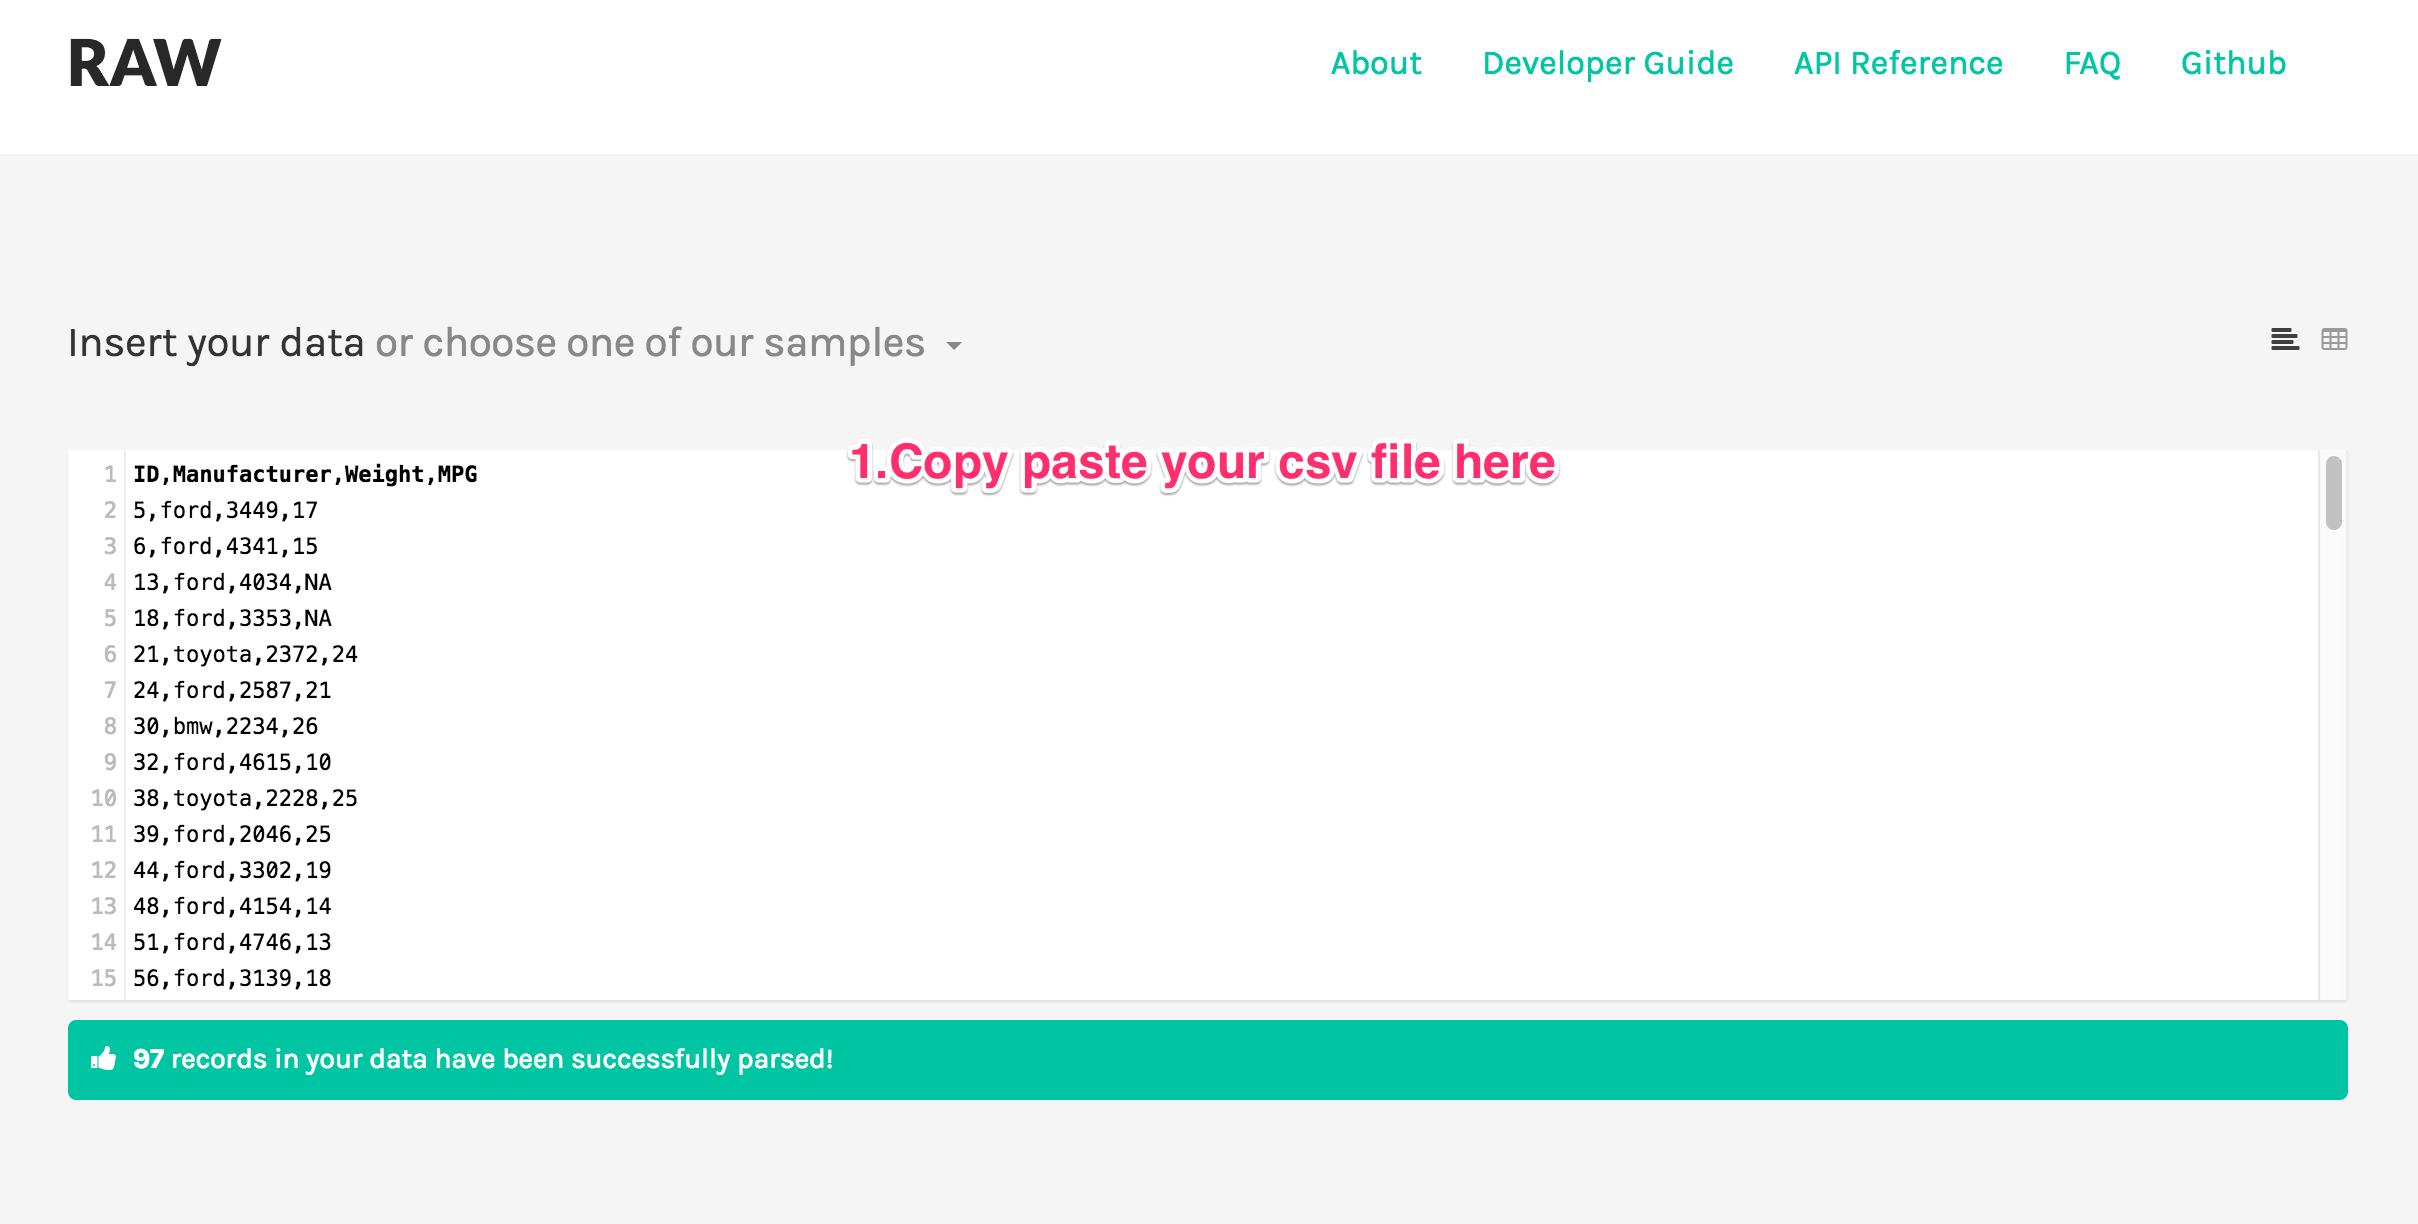 RAW
About Developer Guide API Reference FAQ Github
Insert your data or choose one of our samples
1.Copy paste your csv file here
1 ID,Manufacturer,Weight,MPG
2 5,ford,3449,17
3 6,ford,4341,15
4 13,ford,4034,NA
5 18,ford,3353,NA
6 21,toyota,2372,24
7 24,ford,2587,21
8 30,bmw,2234,26
9 32,ford,4615,10
10 38,toyota,2228,25
11 39,ford,2046,25
12 44,ford,3302,19
13 48,ford,4154,14
14 51,ford,4746,13
15 56,ford,3139,18
97 records in your data have been successfully parsed!